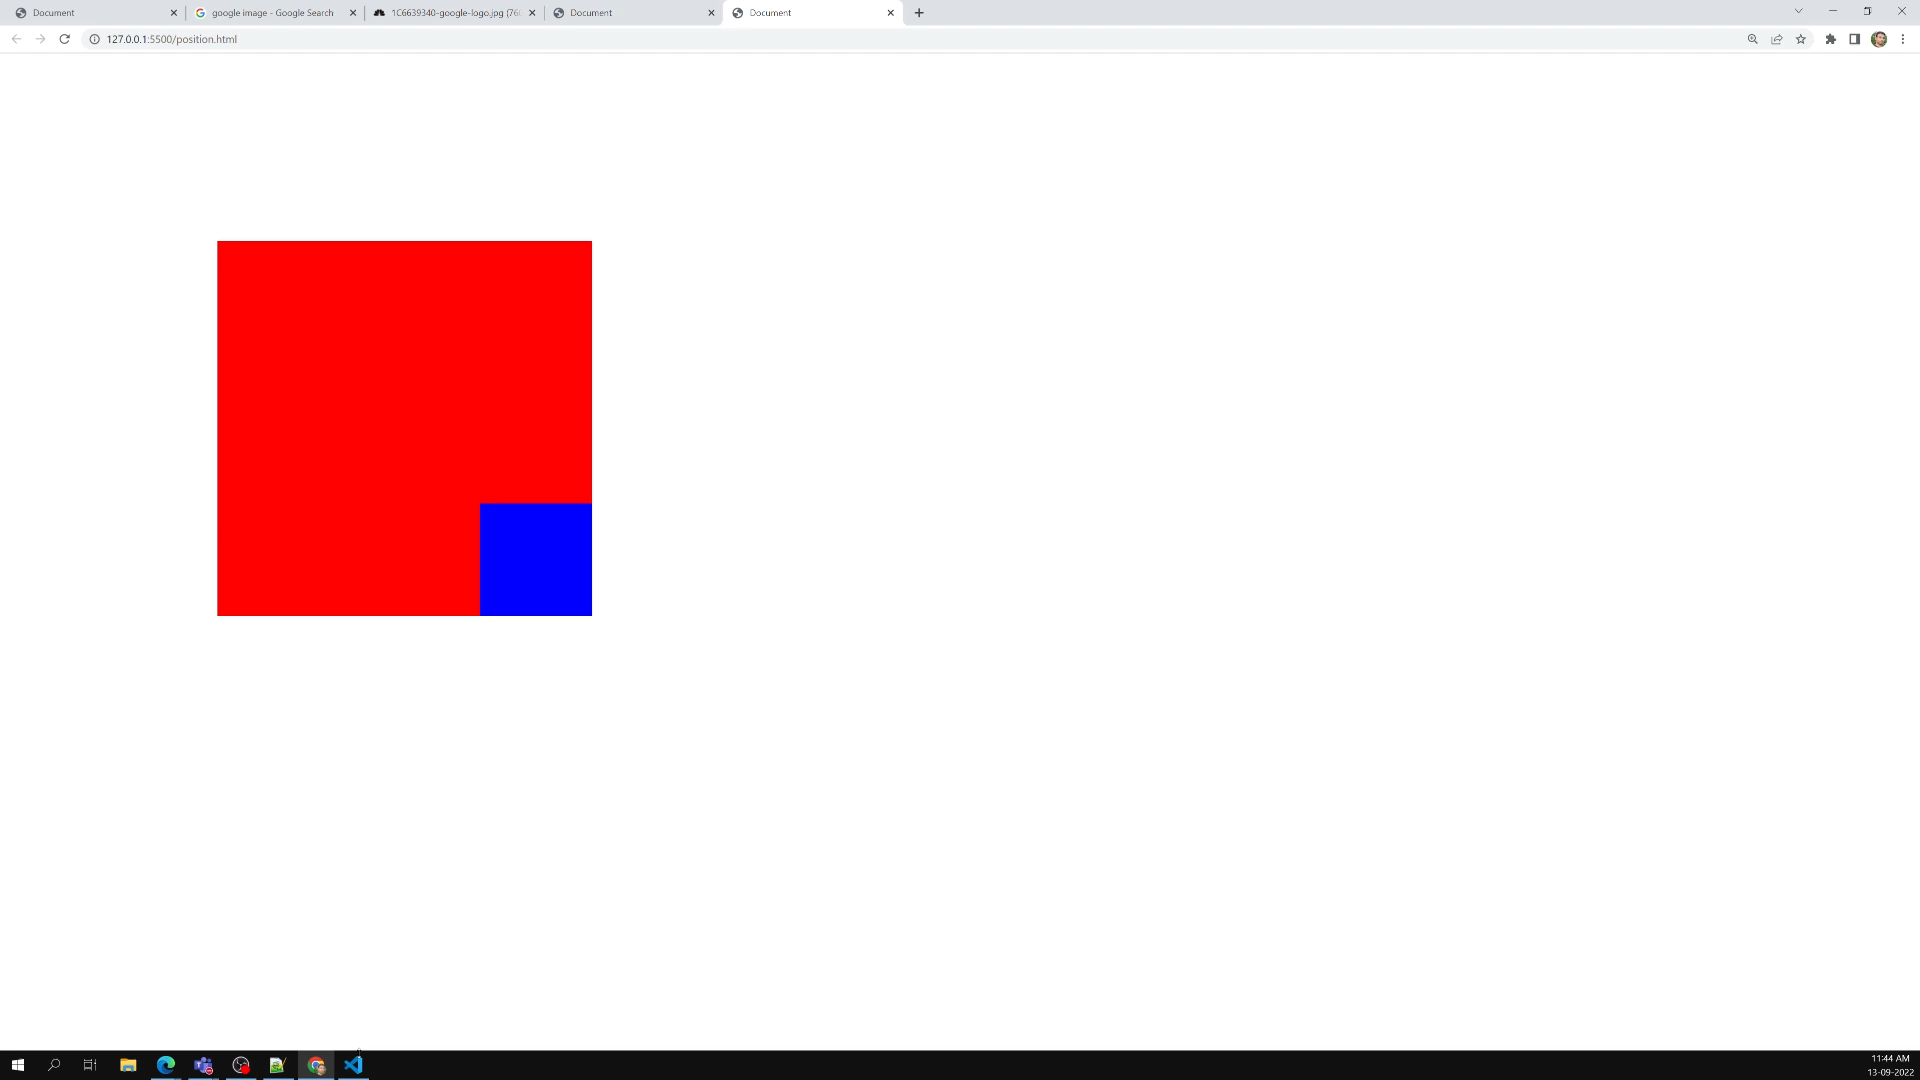 Document
google image - Google Search
1C6639340-google-logo.jpg (76
Document
Document
127.0.0.1:5500/position.html
11:44 AM
13-09-2022